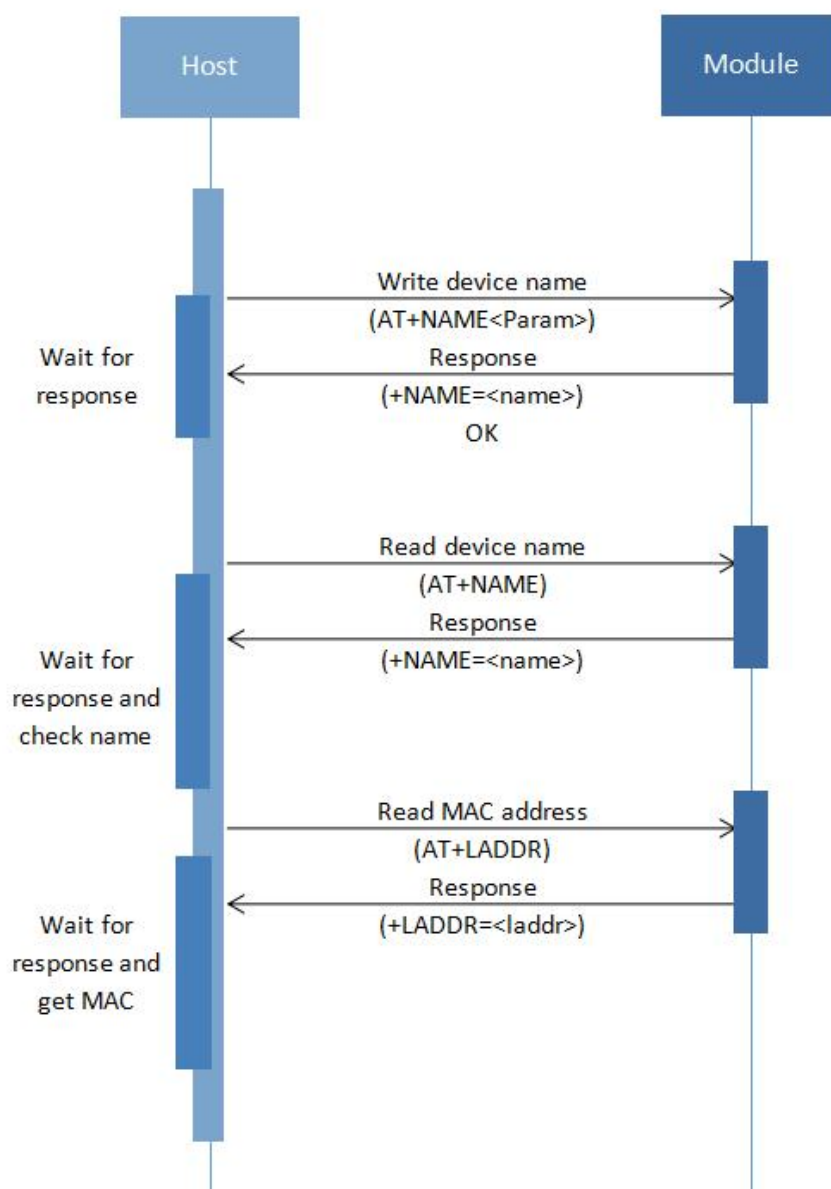 Host
Module
Write device name
(AT+NAME<Param>)
Wait for
response
Response
(+NAME=<name>)
OK
Read device name
(AT+NAME)
Response
(+NAME=<name>)
Wait for
response and
check name
Read MAC address
(AT+LADDR)
Response
(+LADDR=<laddr>)
Wait for
response and
get MAC